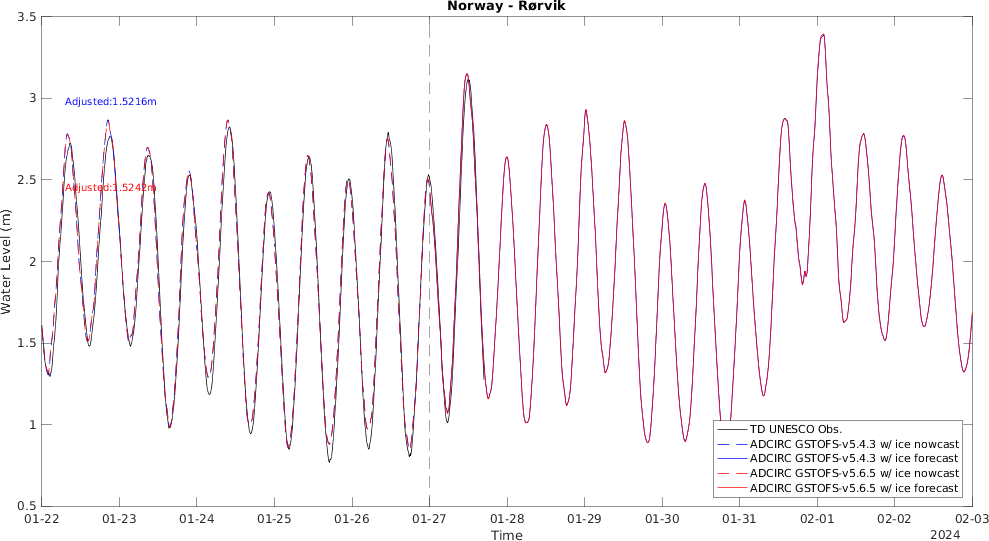 Norway - Rørvik
3.5
3
2.5
2
1.5
1
0.5
Water Level (m)
Adjusted:1.5216m
Adjusted:1.5242m
TD UNESCO Obs.
ADCIRC GSTOFS-v5.4.3 w/ ice nowcast
ADCIRC GSTOFS-v5.4.3 w/ ice forecast
ADCIRC GSTOFS-v5.6.5 w/ ice nowcast
ADCIRC GSTOFS-v5.6.5 w/ ice forecast
01-22 01-23 01-24 01-25 01-26 01-27 01-28 01-29 01-30 01-31 02-01 02-02 02-03
Time
2024